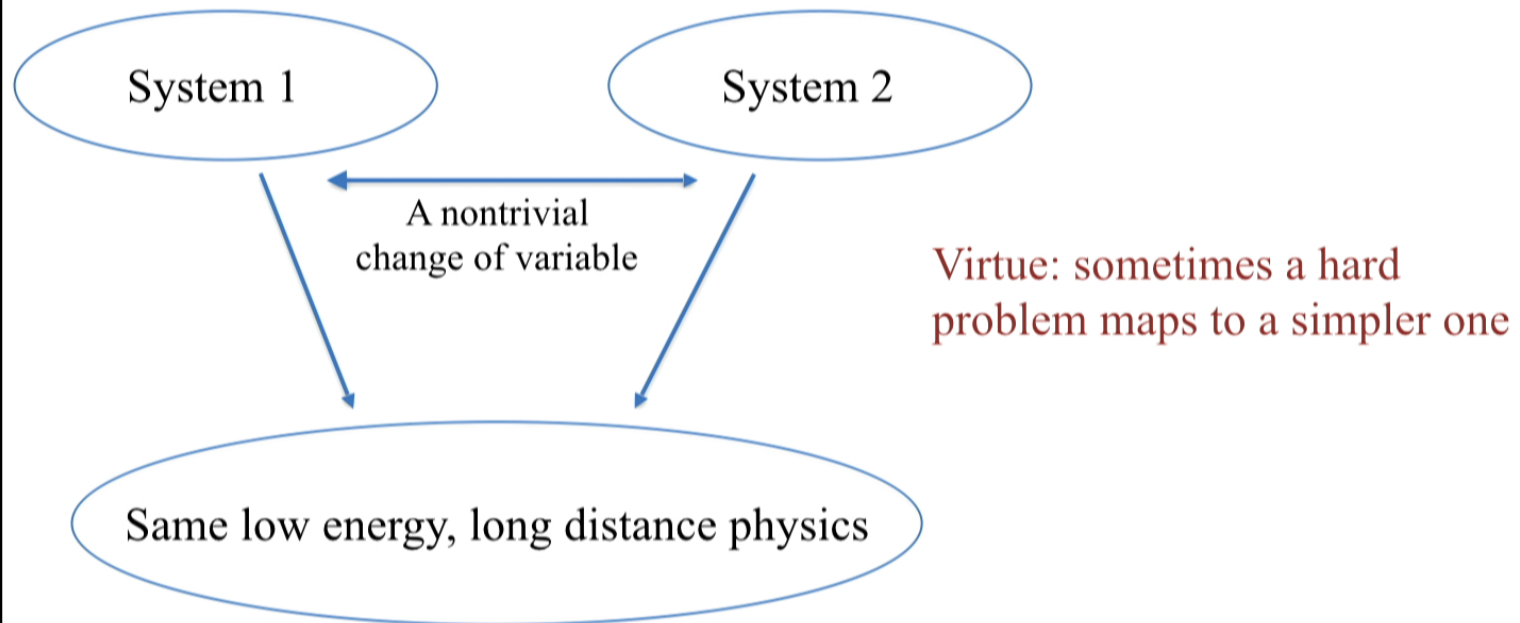 System 1
System 2
A nontrivial
change of variable
Virtue: sometimes a hard
problem maps to a simpler one
Same low energy, long distance physics